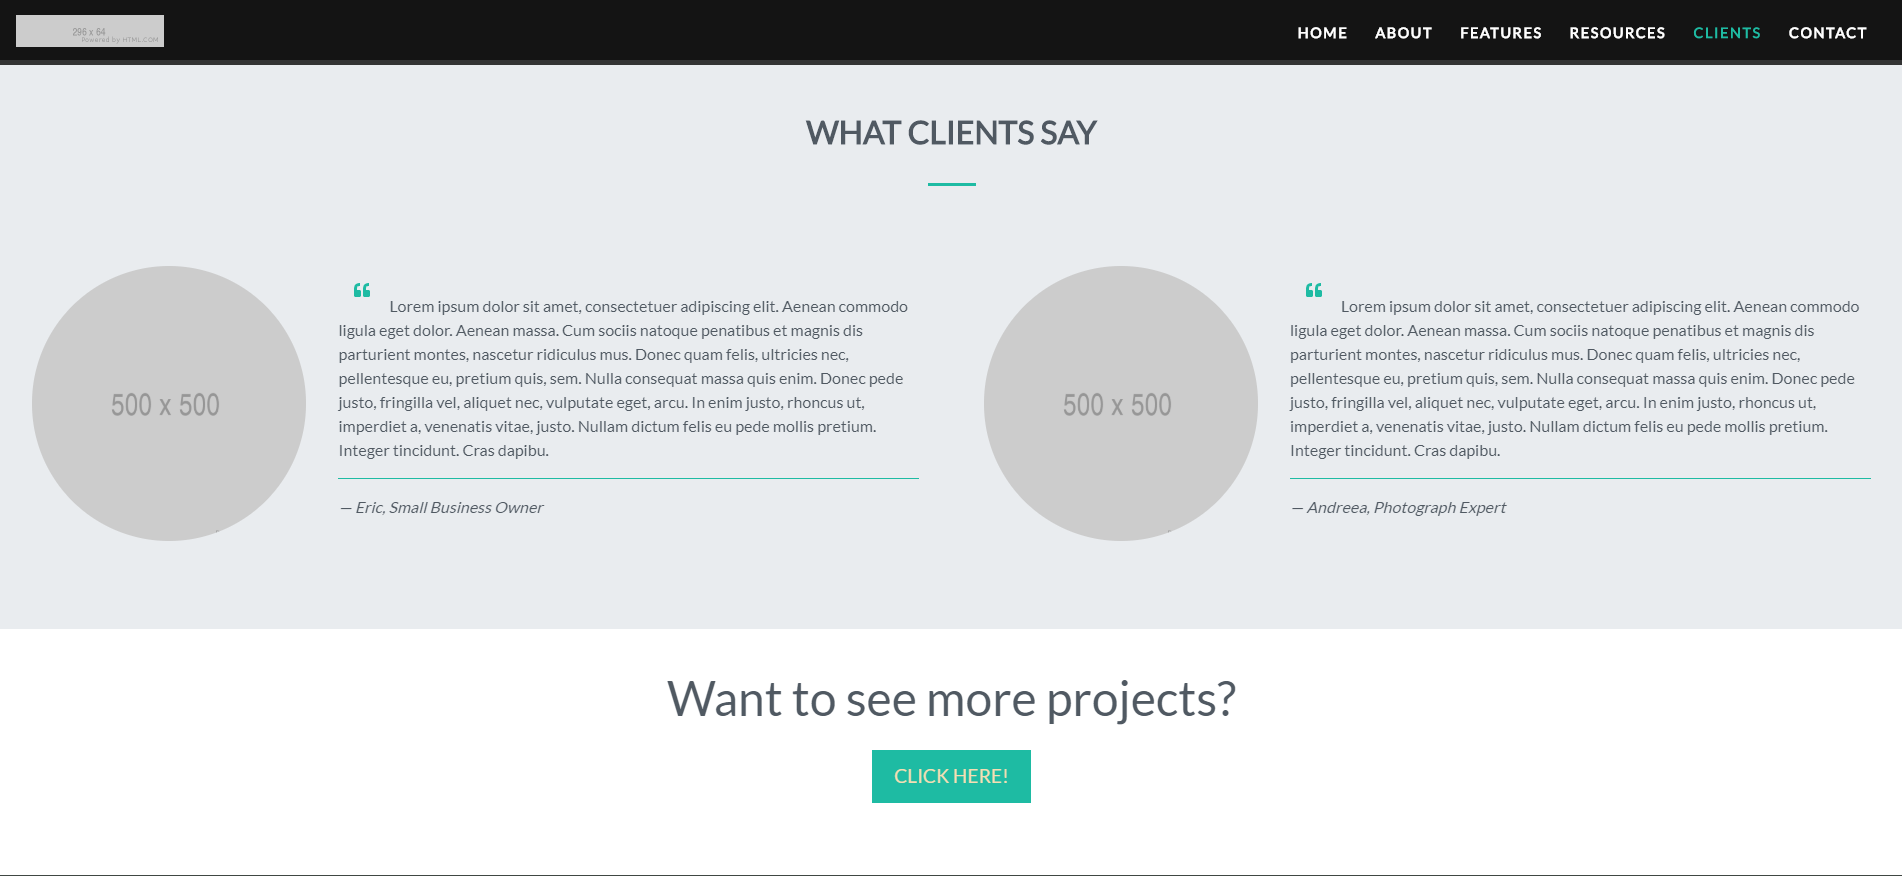 296 x 64
Powered by HTML.COM
HOME ABOUT FEATURES RESOURCES CLIENTS CONTACT
WHAT CLIENTS SAY
“ Lorem ipsum dolor sit amet, consectetuer adipiscing elit. Aenean commodo
ligula eget dolor. Aenean massa. Cum sociis natoque penatibus et magnis dis
parturient montes, nascetur ridiculus mus. Donec quam felis, ultricies nec,
pellentesque eu, pretium quis, sem. Nulla consequat massa quis enim. Donec pede
justo, fringilla vel, aliquet nec, vulputate eget, arcu. In enim justo, rhoncus ut,
imperdiet a, venenatis vitae, justo. Nullam dictum felis eu pede mollis pretium.
Integer tincidunt. Cras dapibu.
— Eric, Small Business Owner
500 x 500
“ Lorem ipsum dolor sit amet, consectetuer adipiscing elit. Aenean commodo
ligula eget dolor. Aenean massa. Cum sociis natoque penatibus et magnis dis
parturient montes, nascetur ridiculus mus. Donec quam felis, ultricies nec,
pellentesque eu, pretium quis, sem. Nulla consequat massa quis enim. Donec pede
justo, fringilla vel, aliquet nec, vulputate eget, arcu. In enim justo, rhoncus ut,
imperdiet a, venenatis vitae, justo. Nullam dictum felis eu pede mollis pretium.
Integer tincidunt. Cras dapibu.
— Andreea, Photograph Expert
500 x 500
Want to see more projects?
CLICK HERE!